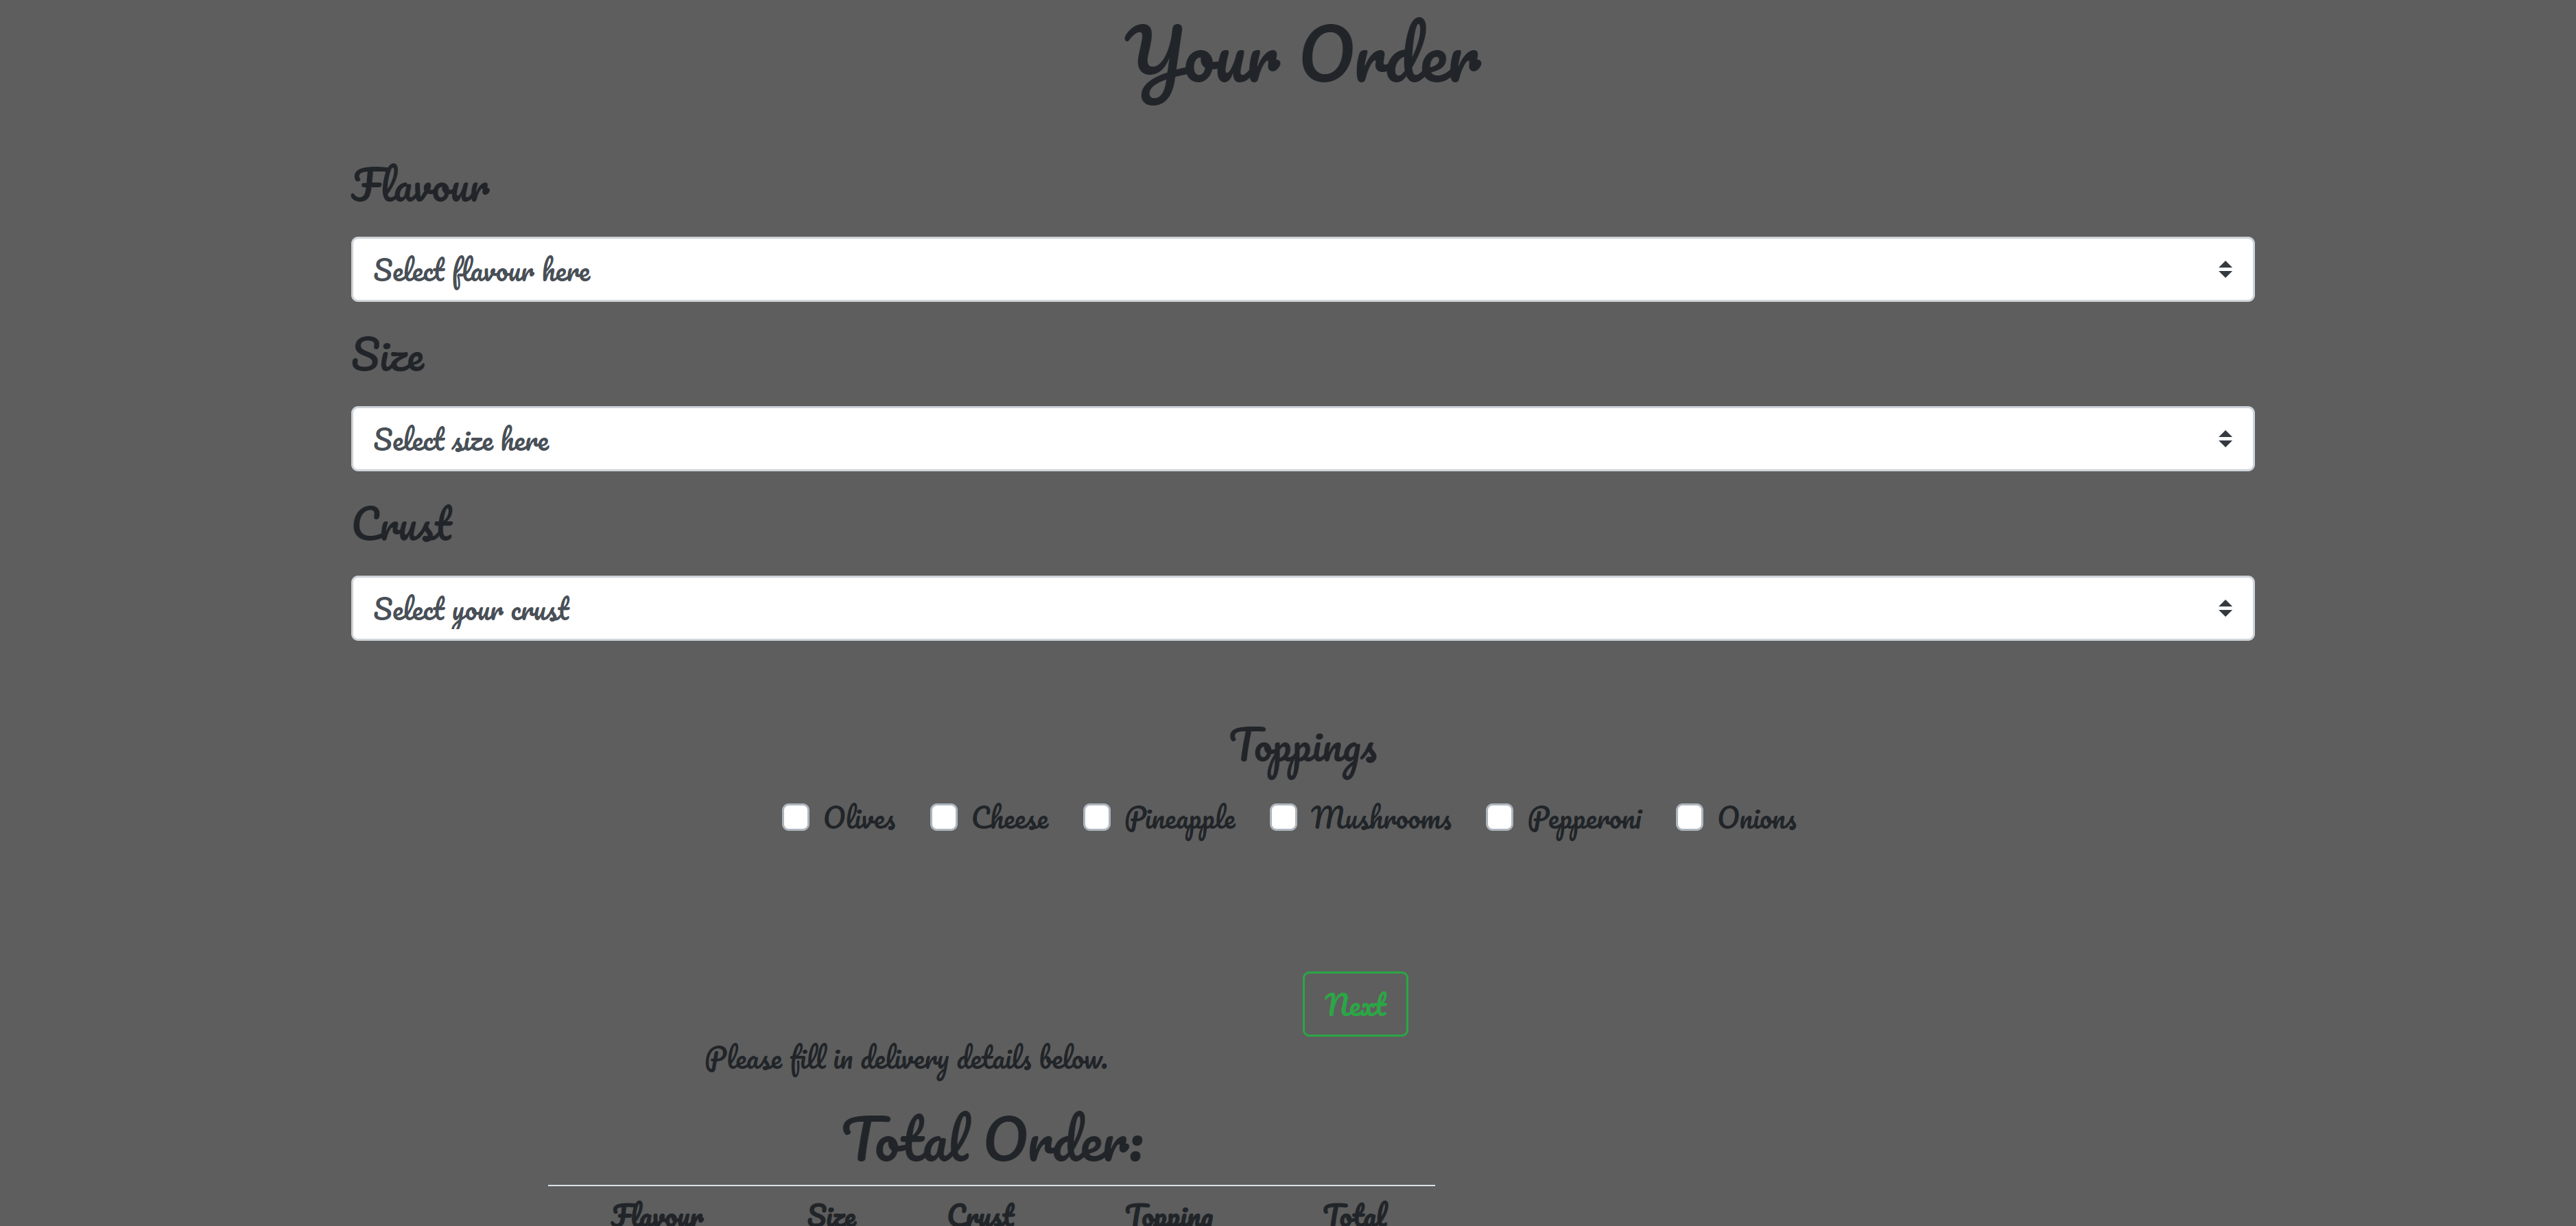 Your Order
Flavour
Select flavour here
Size
Select size here
Crust
Select your crust
Toppings
Olives Cheese Pineapple Mushrooms Pepperoni Onions
Next
Please fill in delivery details below.
Total Order:
Flavour Size Crust Topping Total